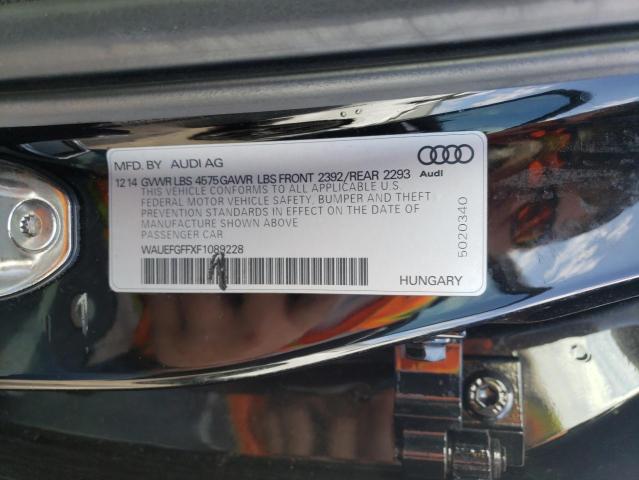 MFD. BY AUDI AG
Audi
12 14 GVWR LBS 4575 GAWR LBS FRONT 2392/REAR 2293
THIS VEHICLE CONFORMS TO ALL APPLICABLE U.S.
FEDERAL MOTOR VEHICLE SAFETY, BUMPER AND THEFT
PREVENTION STANDARDS IN EFFECT ON THE DATE OF
MANUFACTURE SHOWN ABOVE
PASSENGER CAR
WAUEFGFFXF1089228
HUNGARY
5020340